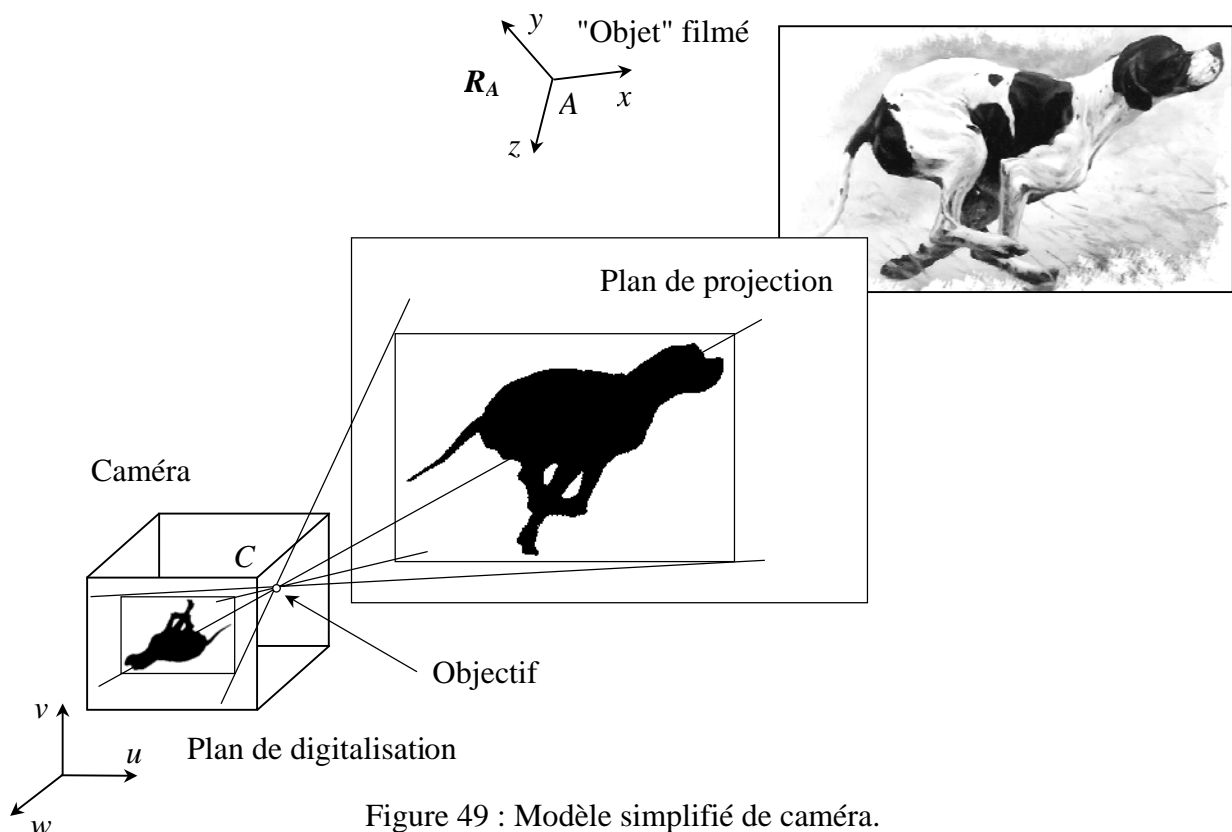 y
"Objet" filmé
R_A
A
x
z
Plan de projection
Caméra
C
Objectif
v
u
Plan de digitalisation
w
Figure 49 : Modèle simplifié de caméra.